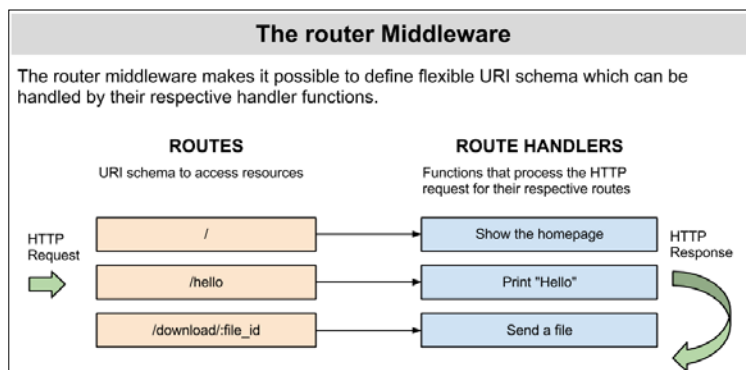 The router Middleware
The router middleware makes it possible to define flexible URI schema which can be
handled by their respective handler functions.
ROUTES
URI schema to access resources
ROUTE HANDLERS
Functions that process the HTTP
request for their respective routes
HTTP
Request
/
Show the homepage
/hello
Print "Hello"
/download/:file_id
Send a file
HTTP
Response